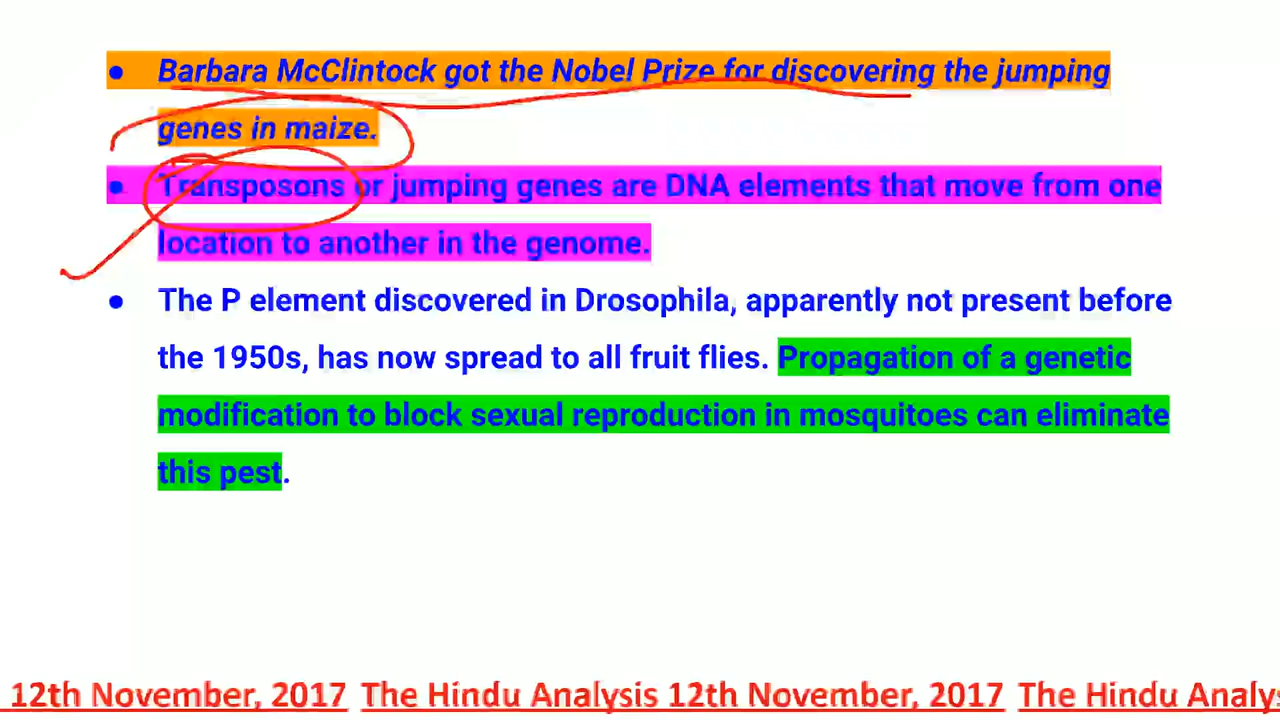 ● Barbara McClintock got the Nobel Prize for discovering the jumping
genes in maize.
● Transposons or jumping genes are DNA elements that move from one
location to another in the genome.
● The P element discovered in Drosophila, apparently not present before
the 1950s, has now spread to all fruit flies. Propagation of a genetic
modification to block sexual reproduction in mosquitoes can eliminate
this pest.
12th November, 2017 The Hindu Analysis 12th November, 2017 The Hindu Analys